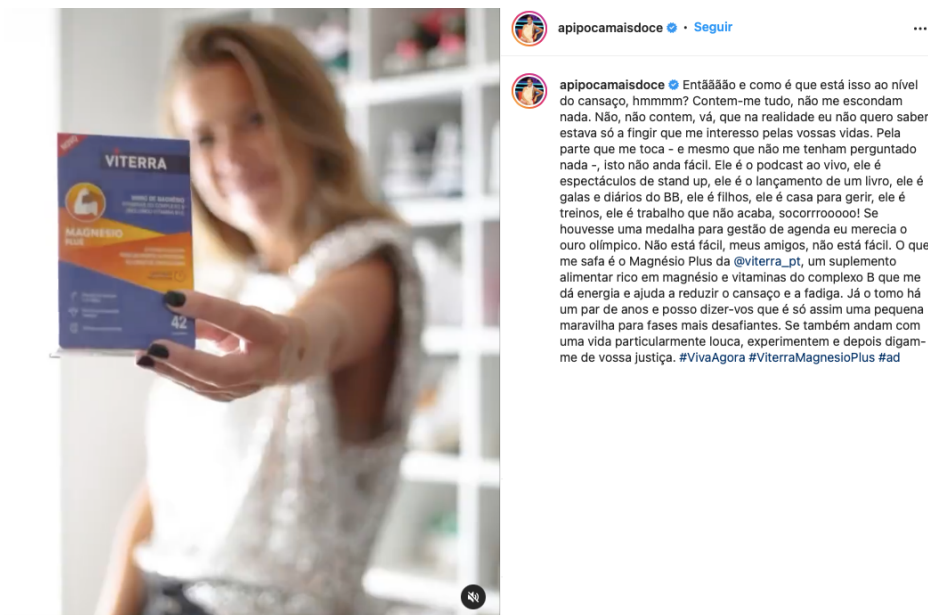 NOVO
VITERRA
MAGNÉSIO
PLUS
42
apipocamaisdoce • Seguir
apipocamaisdoce Entããããão e como é que está isso ao nível
do cansaço, hmmmm? Contem-me tudo, não me escondam
nada. Não, não contem, vá, que na realidade eu não quero saber
estava só a fingir que me interesso pelas vossas vidas. Pela
parte que me toca - e mesmo que não me tenham perguntado
nada -, isto não anda fácil. Ele é o podcast ao vivo, ele é
espectáculos de stand up, ele é o lançamento de um livro, ele é
galas e diários do BB, ele é filhos, ele é casa para gerir, ele é
treinos, ele é trabalho que não acaba, socorrrooooo! Se
houvesse uma medalha para gestão de agenda eu merecia o
ouro olímpico. Não está fácil, meus amigos, não está fácil. O que
me safa é o Magnésio Plus da @viterra_pt, um suplemento
alimentar rico em magnésio e vitaminas do complexo B que me
dá energia e ajuda a reduzir o cansaço e a fadiga. Já o tomo há
um par de anos e posso dizer-vos que é só assim uma pequena
maravilha para fases mais desafiantes. Se também andam com
uma vida particularmente louca, experimentem e depois digam-
me de vossa justiça. #VivaAgora #ViterraMagnesioPlus #ad